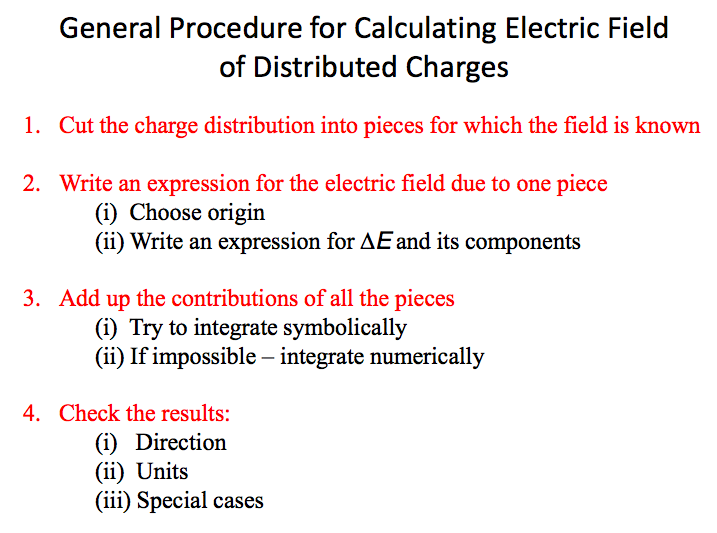 General Procedure for Calculating Electric Field
of Distributed Charges
1. Cut the charge distribution into pieces for which the field is known
2. Write an expression for the electric field due to one piece
(i) Choose origin
(ii) Write an expression for ΔE and its components
3. Add up the contributions of all the pieces
(i) Try to integrate symbolically
(ii) If impossible – integrate numerically
4. Check the results:
(i) Direction
(ii) Units
(iii) Special cases